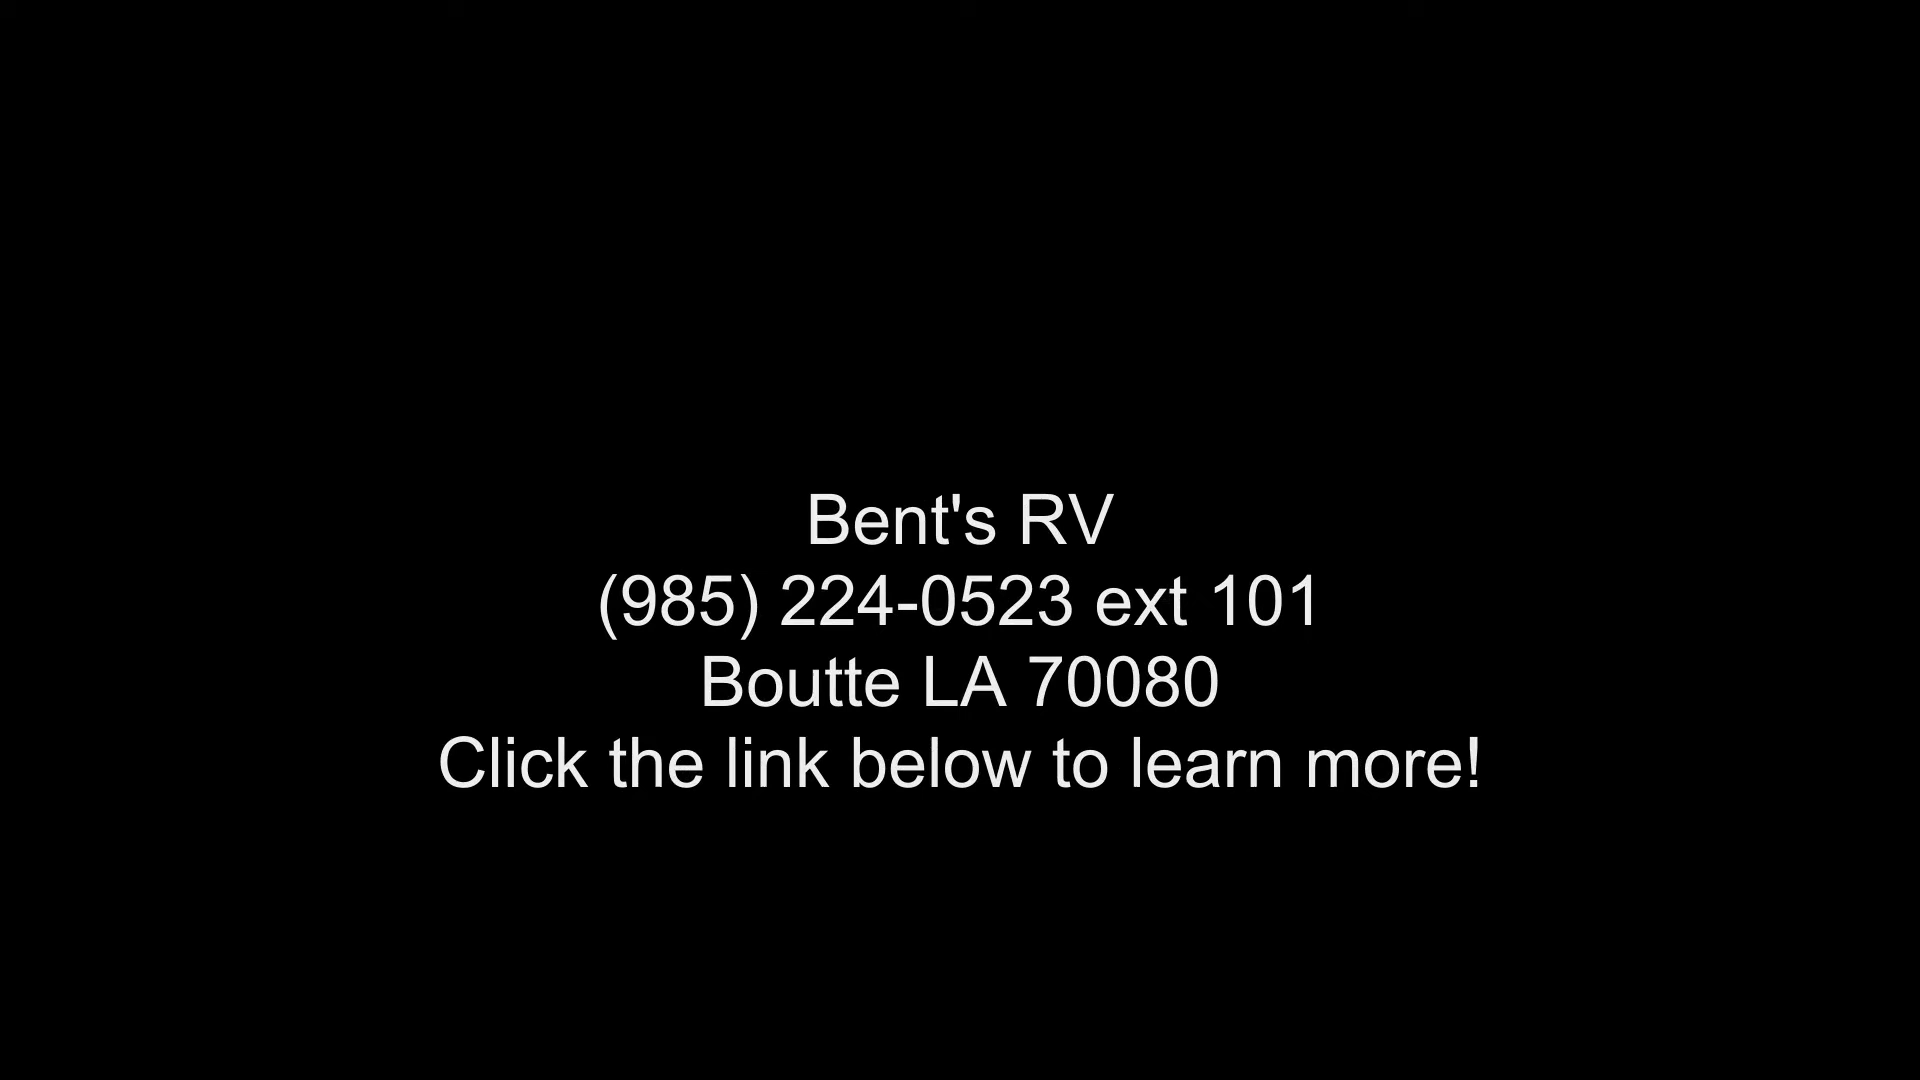 Bent's RV
(985) 224-0523 ext 101
Boutte LA 70080
Click the link below to learn more!